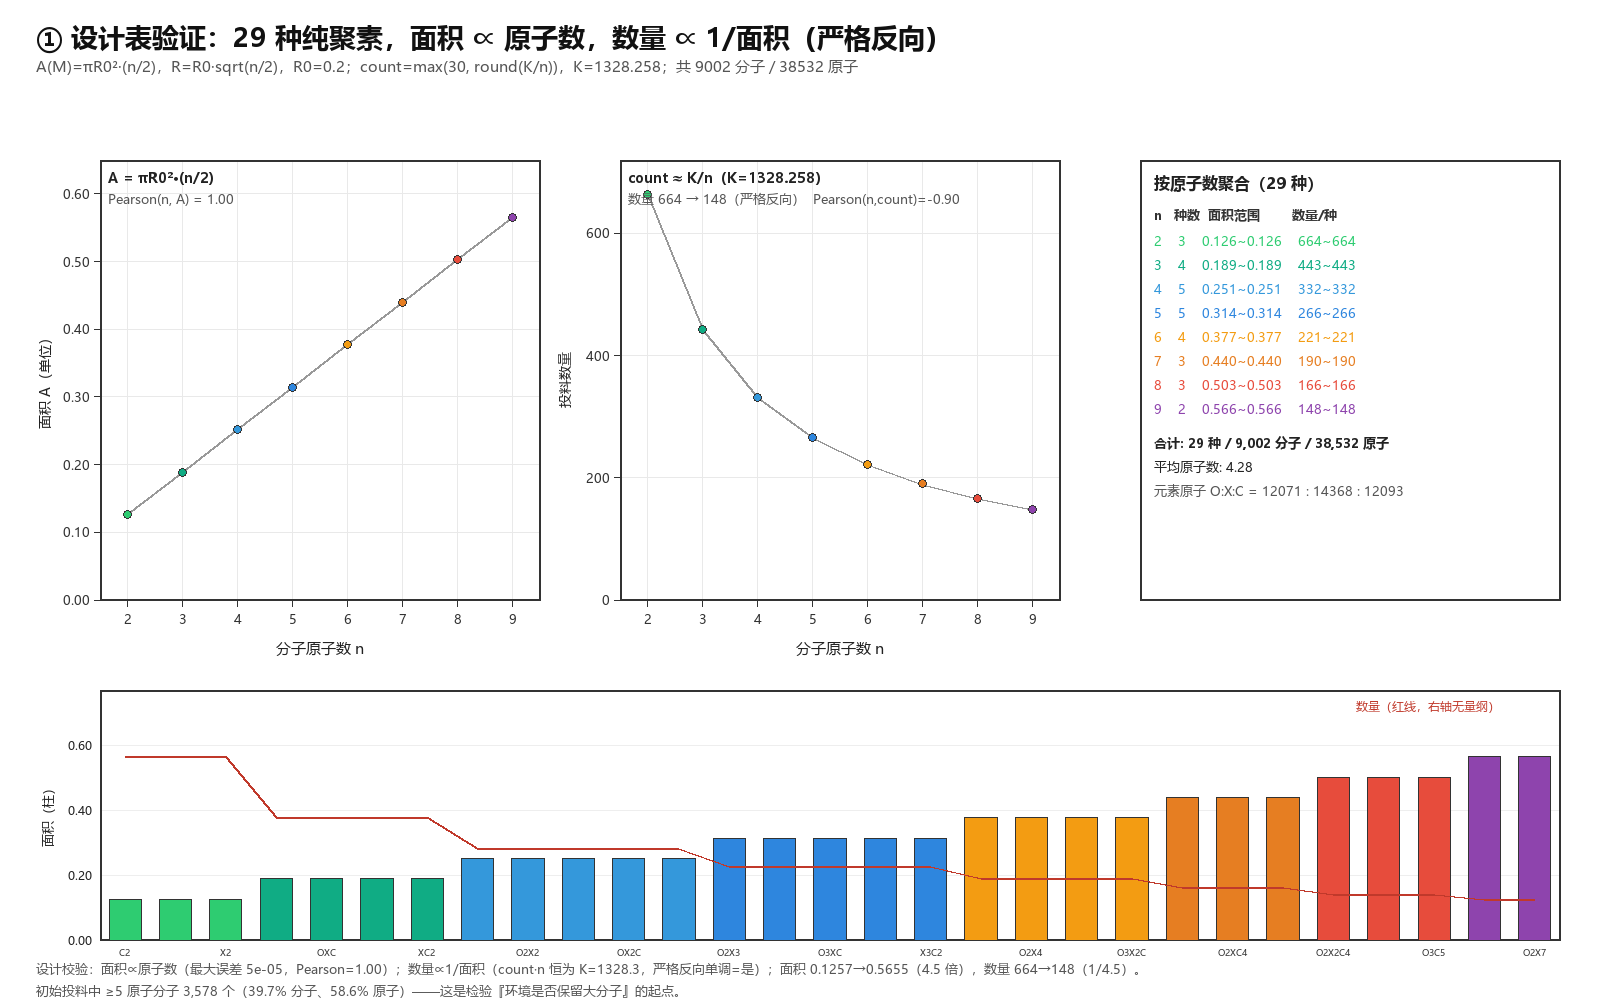 ① 设计表验证：29 种纯聚素，面积 ∝ 原子数，数量 ∝ 1/面积（严格反向）
A(M)=πR0²·(n/2)，R=R0·sqrt(n/2)，R0=0.2；count=max(30, round(K/n))，K=1328.258；共 9002 分子 / 38532 原子
A = πR0²·(n/2)
Pearson(n, A) = 1.00
0.60
0.50
0.40
0.30
0.20
0.10
0.00
面积 A（单位）
2 3 4 5 6 7 8 9
分子原子数 n
count ≈ K/n（K=1328.258）
数量 664 → 148（严格反向） Pearson(n,count)=-0.90
600
400
200
0
投料数量
2 3 4 5 6 7 8 9
分子原子数 n
按原子数聚合（29 种）
n 种数 面积范围 数量/种
2 3 0.126~0.126 664~664
3 4 0.189~0.189 443~443
4 5 0.251~0.251 332~332
5 5 0.314~0.314 266~266
6 4 0.377~0.377 221~221
7 3 0.440~0.440 190~190
8 3 0.503~0.503 166~166
9 2 0.566~0.566 148~148
合计: 29 种 / 9,002 分子 / 38,532 原子
平均原子数: 4.28
元素原子 O:X:C = 12071 : 14368 : 12093
数量（红线，右轴无量纲）
0.60
0.40
0.20
0.00
面积（柱）
C2 X2 OXC XC2 O2X2 OX2C O2X3 O3XC X3C2 O2X4 O3X2C O2XC4 O2X2C4 O3C5 O2X7
设计校验：面积∝原子数（最大误差 5e-05，Pearson=1.00）；数量∝1/面积（count·n 恒为 K=1328.3，严格反向单调=是）；面积 0.1257→0.5655（4.5 倍），数量 664→148（1/4.5）。
初始投料中 ≥5 原子分子 3,578 个（39.7% 分子、58.6% 原子）——这是检验『环境是否保留大分子』的起点。